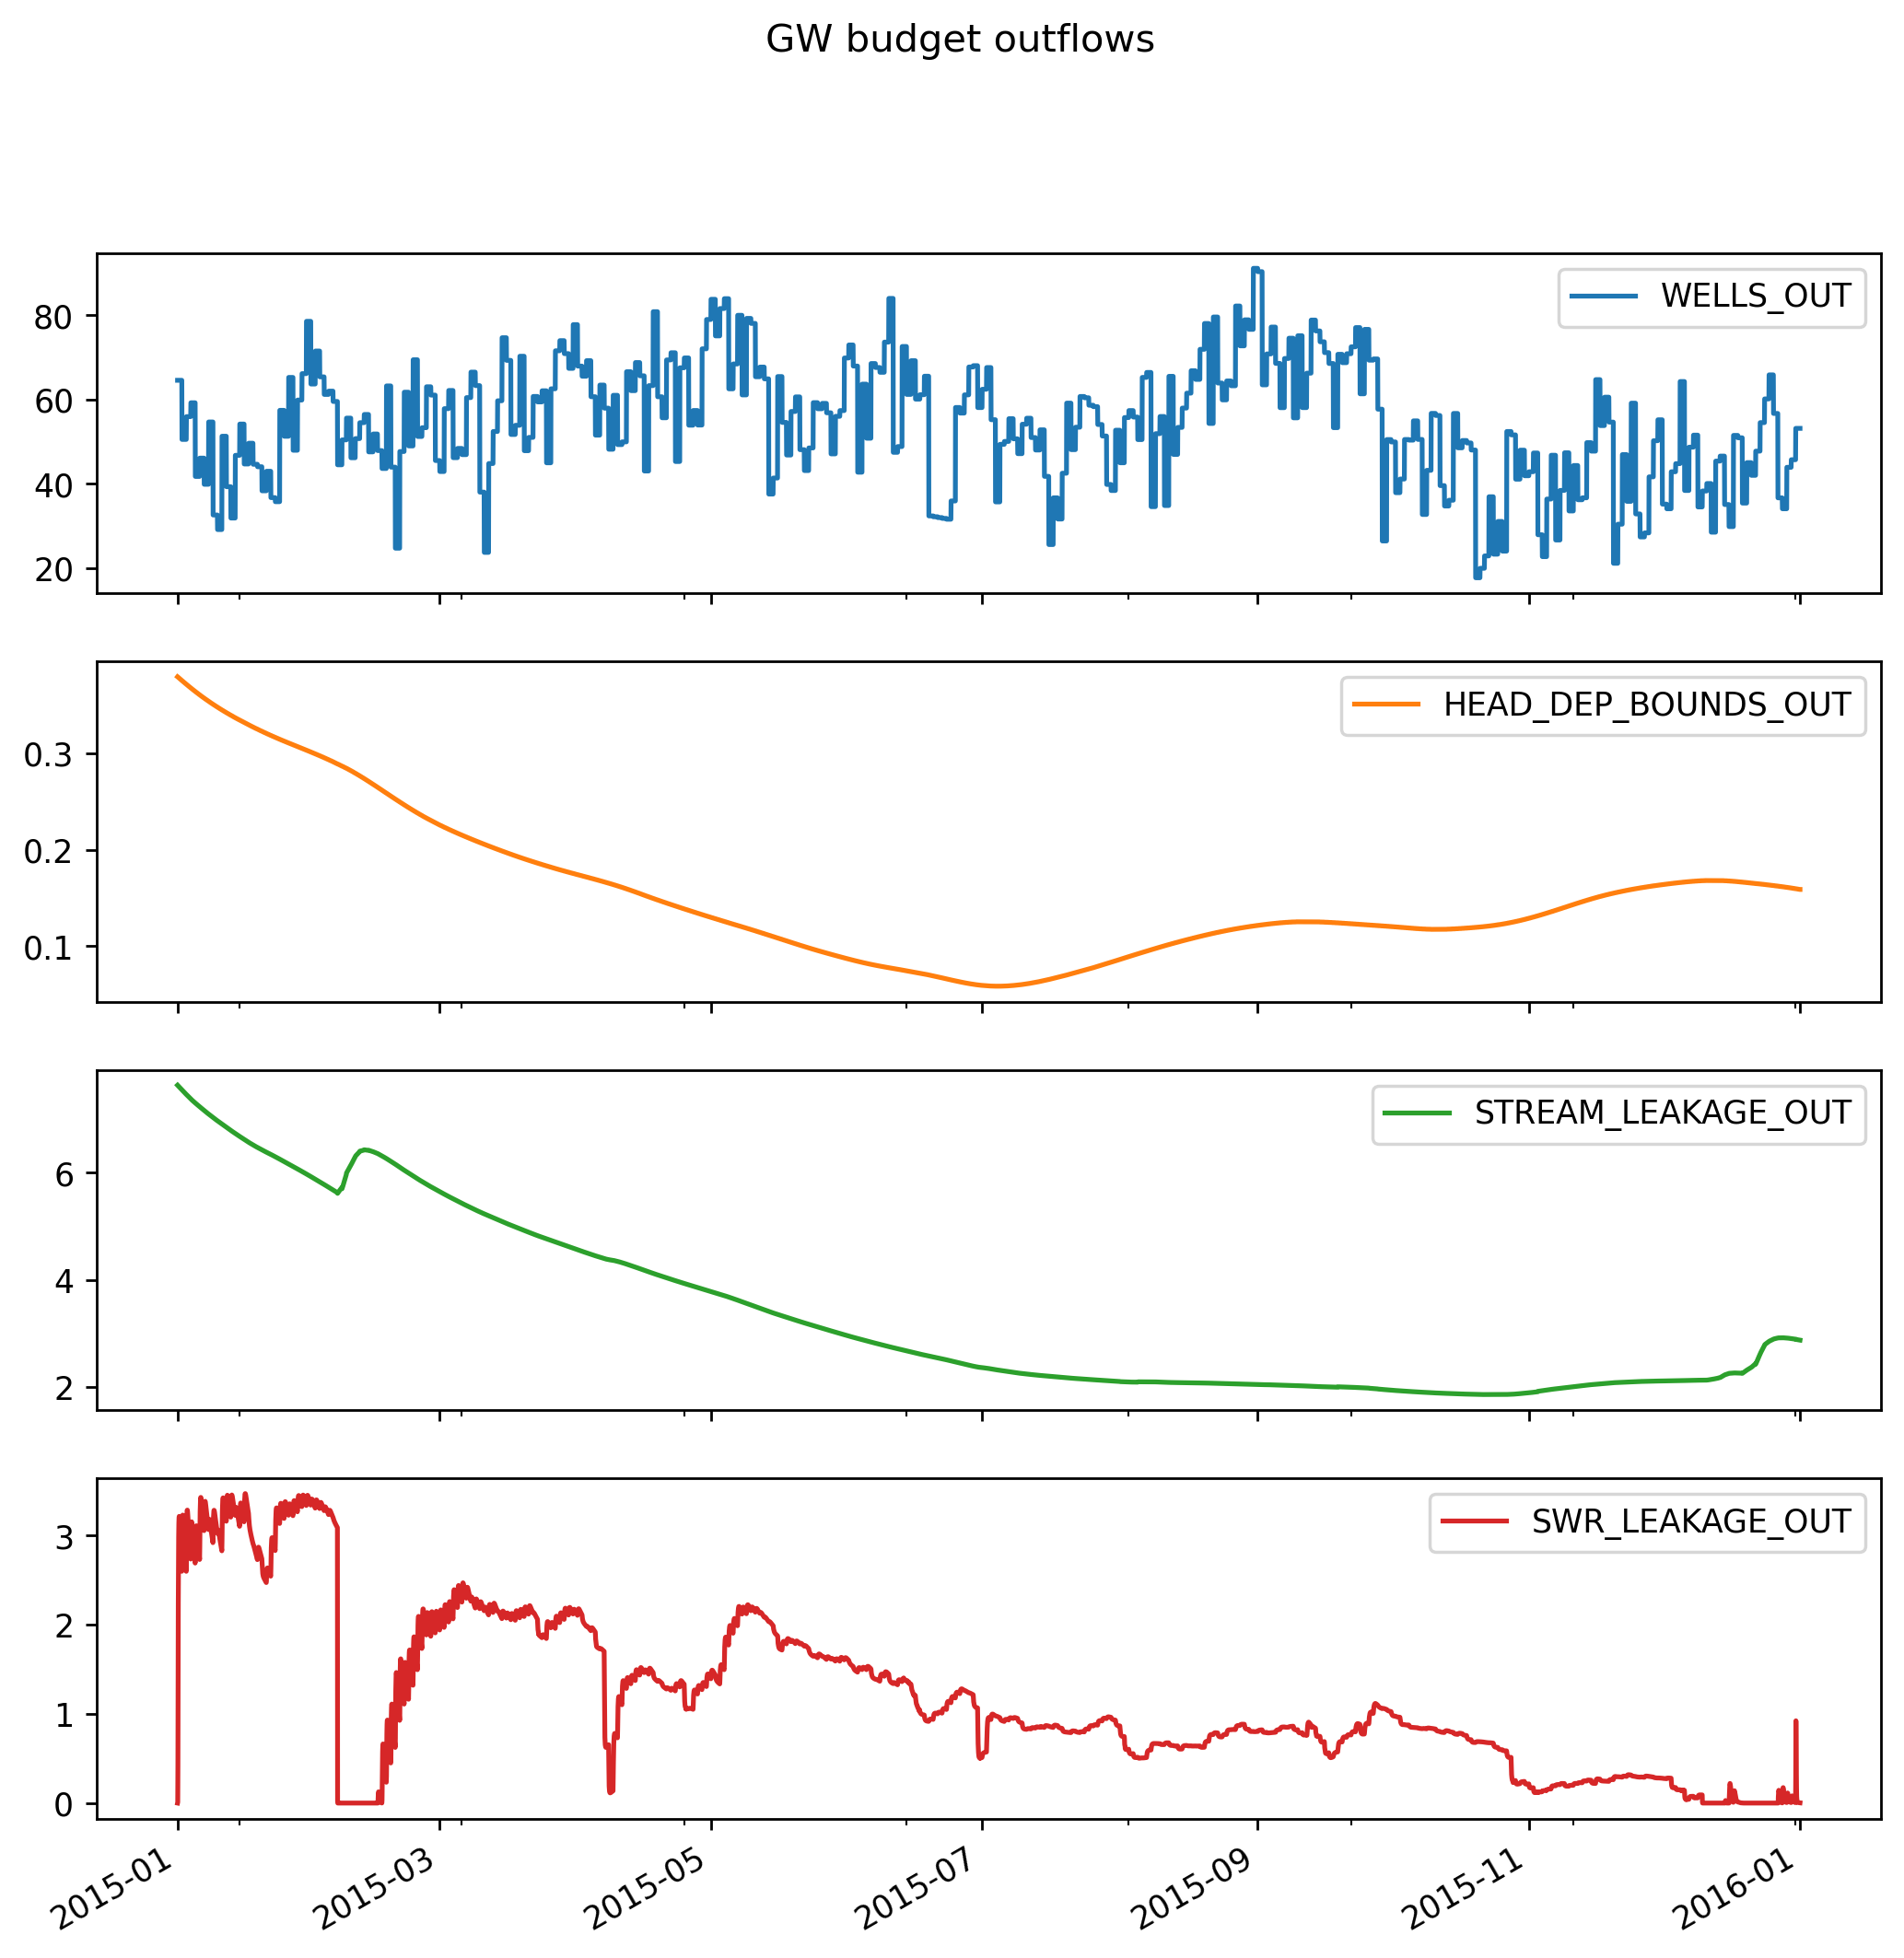 GW budget outflows
WELLS_OUT
80
60
40
20
HEAD_DEP_BOUNDS_OUT
0.3
0.2
0.1
STREAM_LEAKAGE_OUT
6
4
2
SWR_LEAKAGE_OUT
3
2
1
0
2015-01 2015-03 2015-05 2015-07 2015-09 2015-11 2016-01